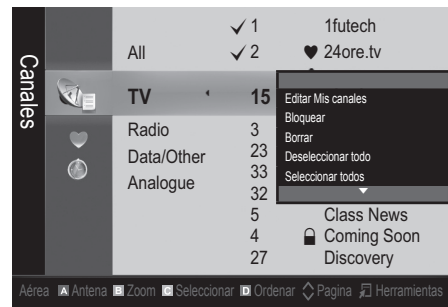 Canales
✓ 1 1futech
All ✓ 2 ♥ 24ore.tv
TV 15
Radio 3
Data/Other 23
Analogue 33
32
5 Class News
4 Coming Soon
27 Discovery
Editar Mis canales
Bloquear
Borrar
Deseleccionar todo
Seleccionar todos
Aérea A Antena B Zoom C Seleccionar D Ordenar Pagina Herramientas